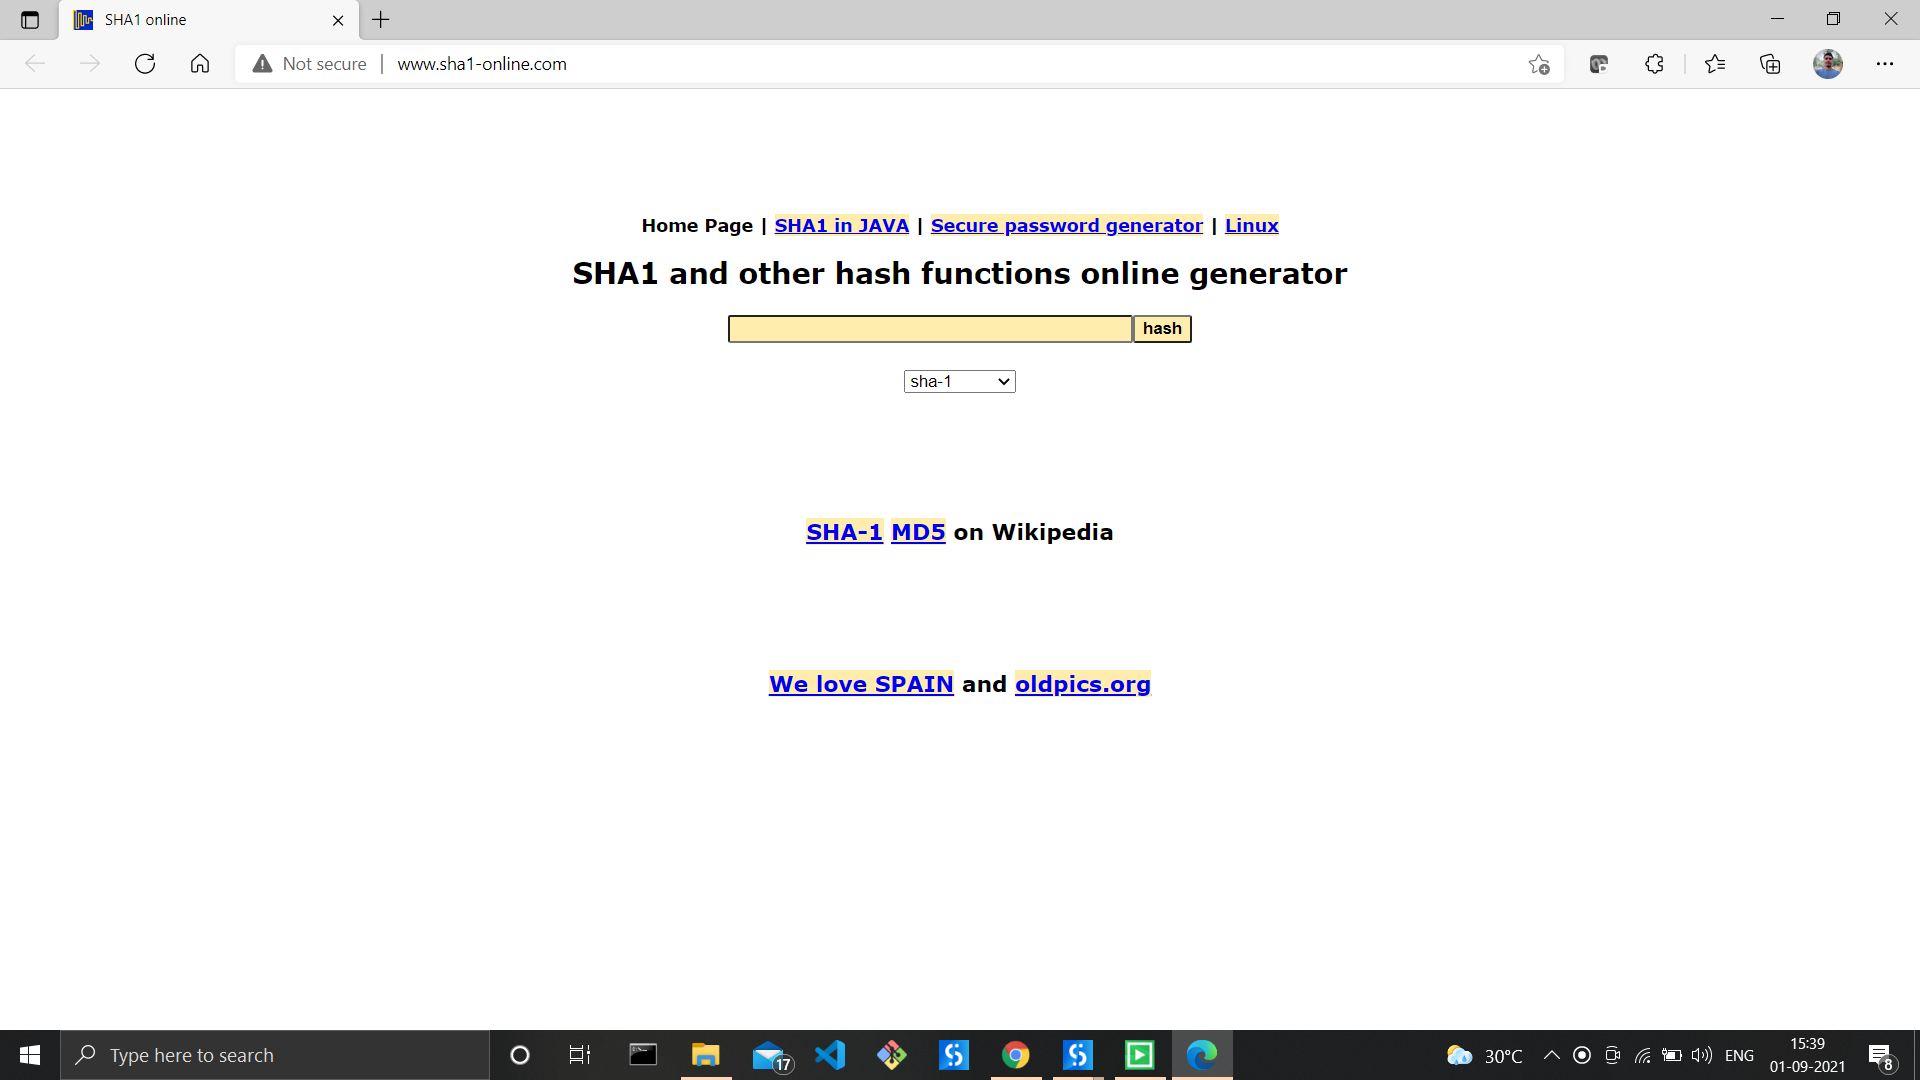 SHA1 online
Not secure | www.sha1-online.com
Home Page | SHA1 in JAVA | Secure password generator | Linux
SHA1 and other hash functions online generator
hash
sha-1
SHA-1 MD5 on Wikipedia
We love SPAIN and oldpics.org
Type here to search
17
30°C
ENG
15:39
01-09-2021
8